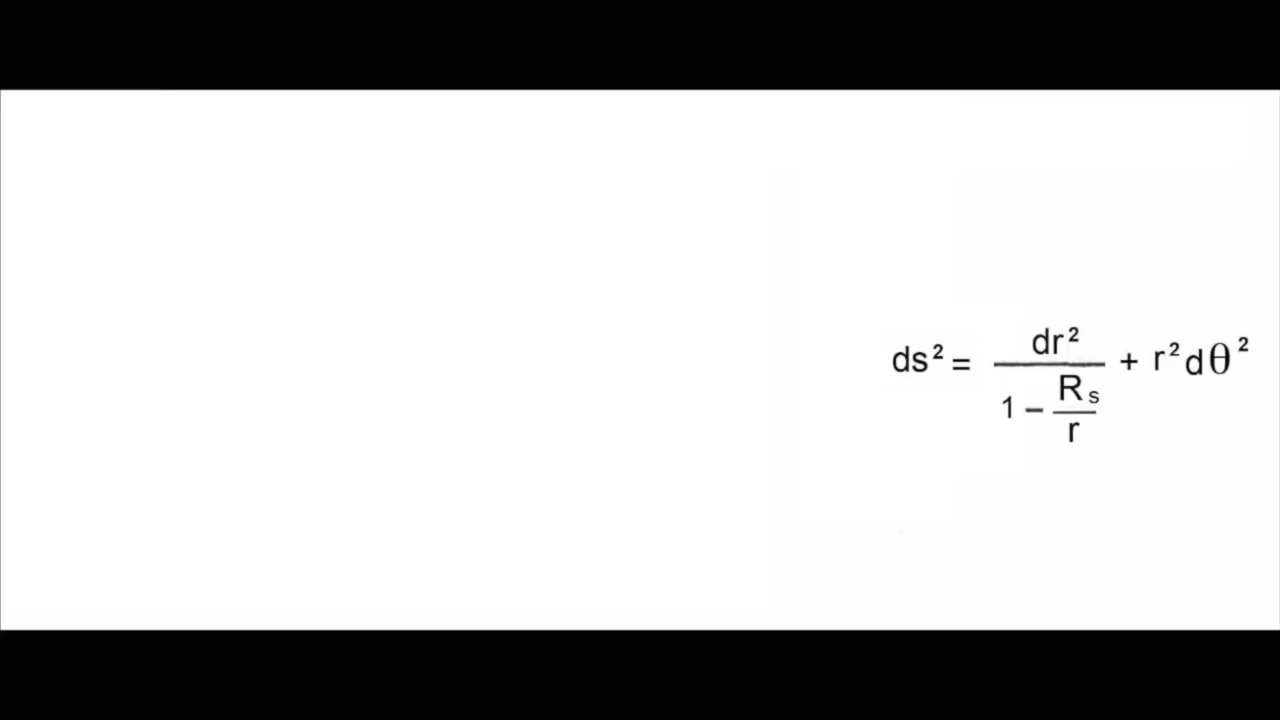 ds² = dr² / (1 − Rₛ/r) + r²dθ²